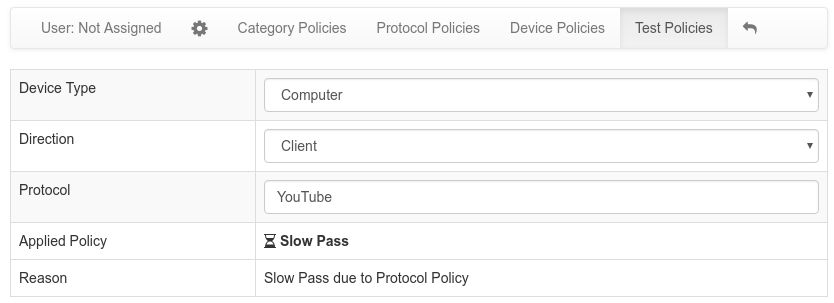 User: Not Assigned Category Policies Protocol Policies Device Policies Test Policies
Device Type Computer
Direction Client
Protocol YouTube
Applied Policy Slow Pass
Reason Slow Pass due to Protocol Policy